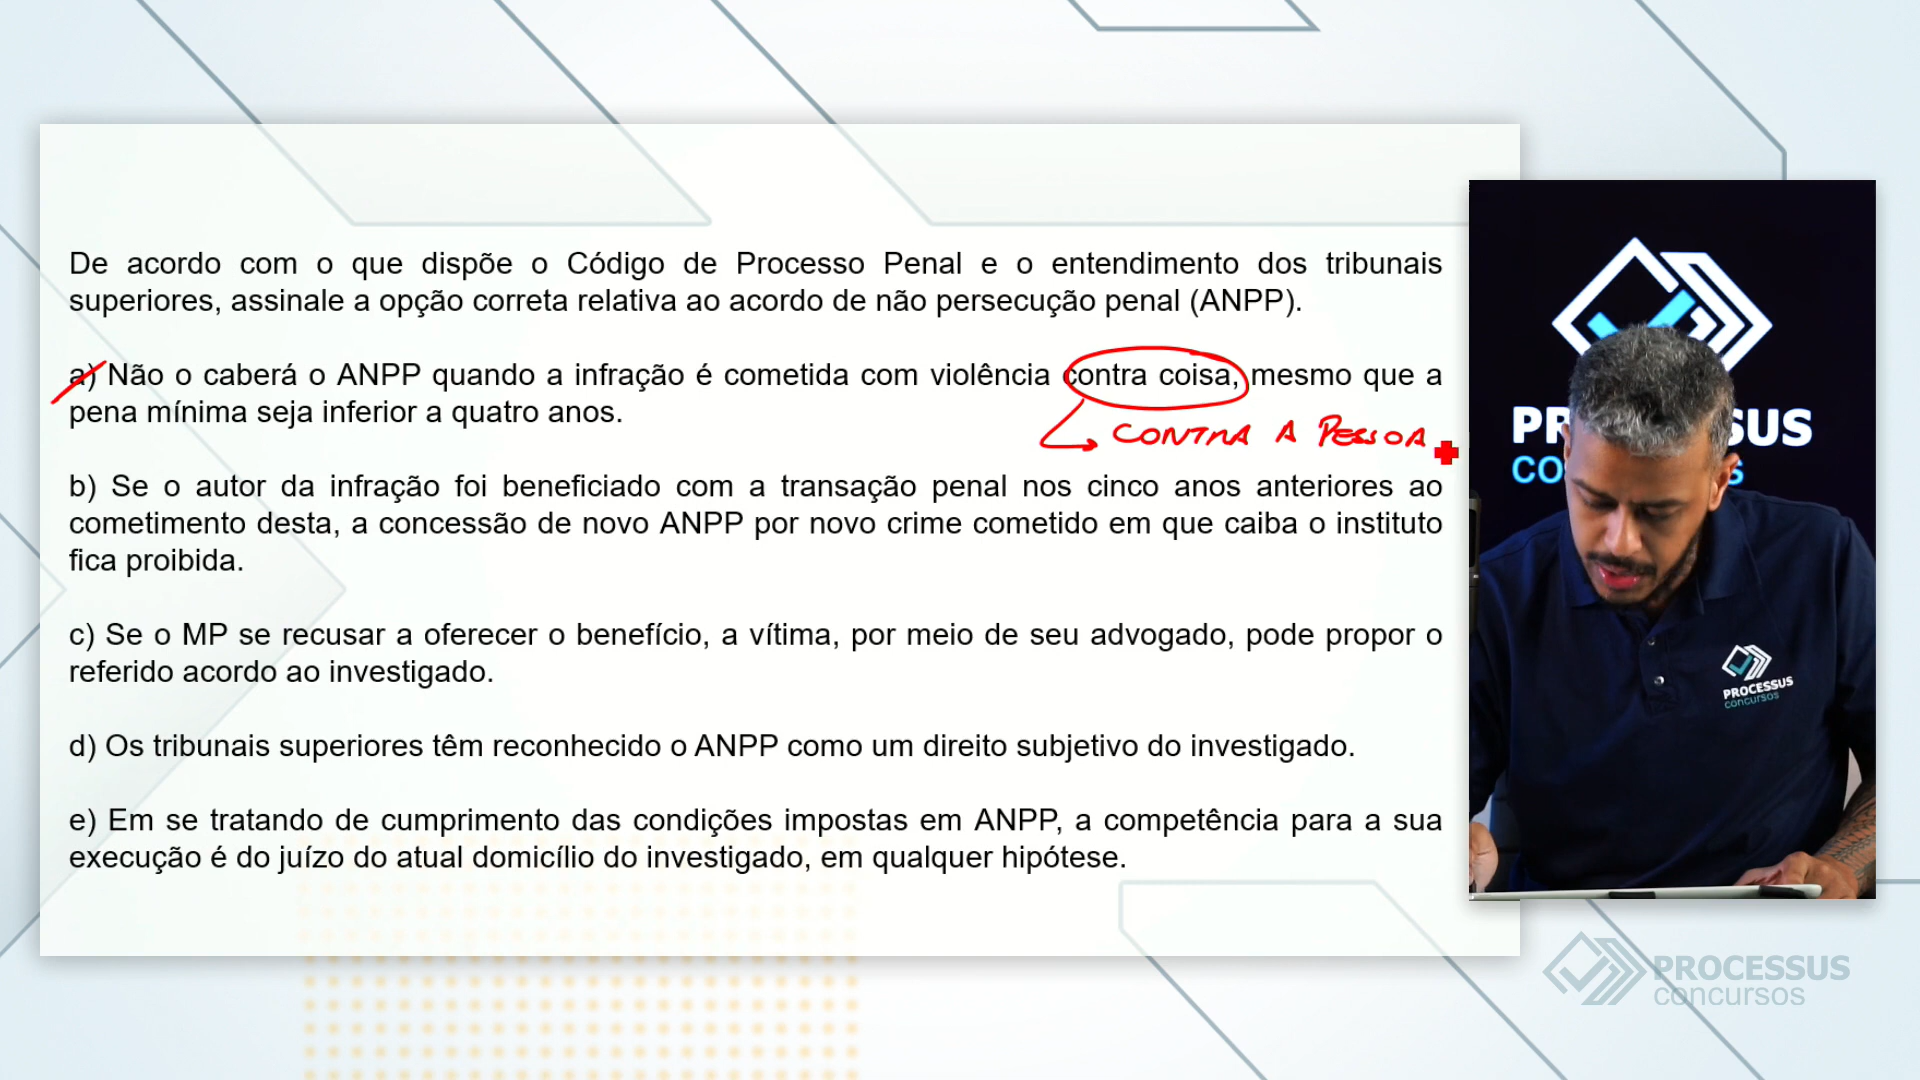 De acordo com o que dispõe o Código de Processo Penal e o entendimento dos tribunais
superiores, assinale a opção correta relativa ao acordo de não persecução penal (ANPP).
a) Não o caberá o ANPP quando a infração é cometida com violência contra coisa, mesmo que a
pena mínima seja inferior a quatro anos.
CONTRA A PESSOA
b) Se o autor da infração foi beneficiado com a transação penal nos cinco anos anteriores ao
cometimento desta, a concessão de novo ANPP por novo crime cometido em que caiba o instituto
fica proibida.
c) Se o MP se recusar a oferecer o benefício, a vítima, por meio de seu advogado, pode propor o
referido acordo ao investigado.
d) Os tribunais superiores têm reconhecido o ANPP como um direito subjetivo do investigado.
e) Em se tratando de cumprimento das condições impostas em ANPP, a competência para a sua
execução é do juízo do atual domicílio do investigado, em qualquer hipótese.
PROCESSUS
concursos
PROCESSUS
concursos